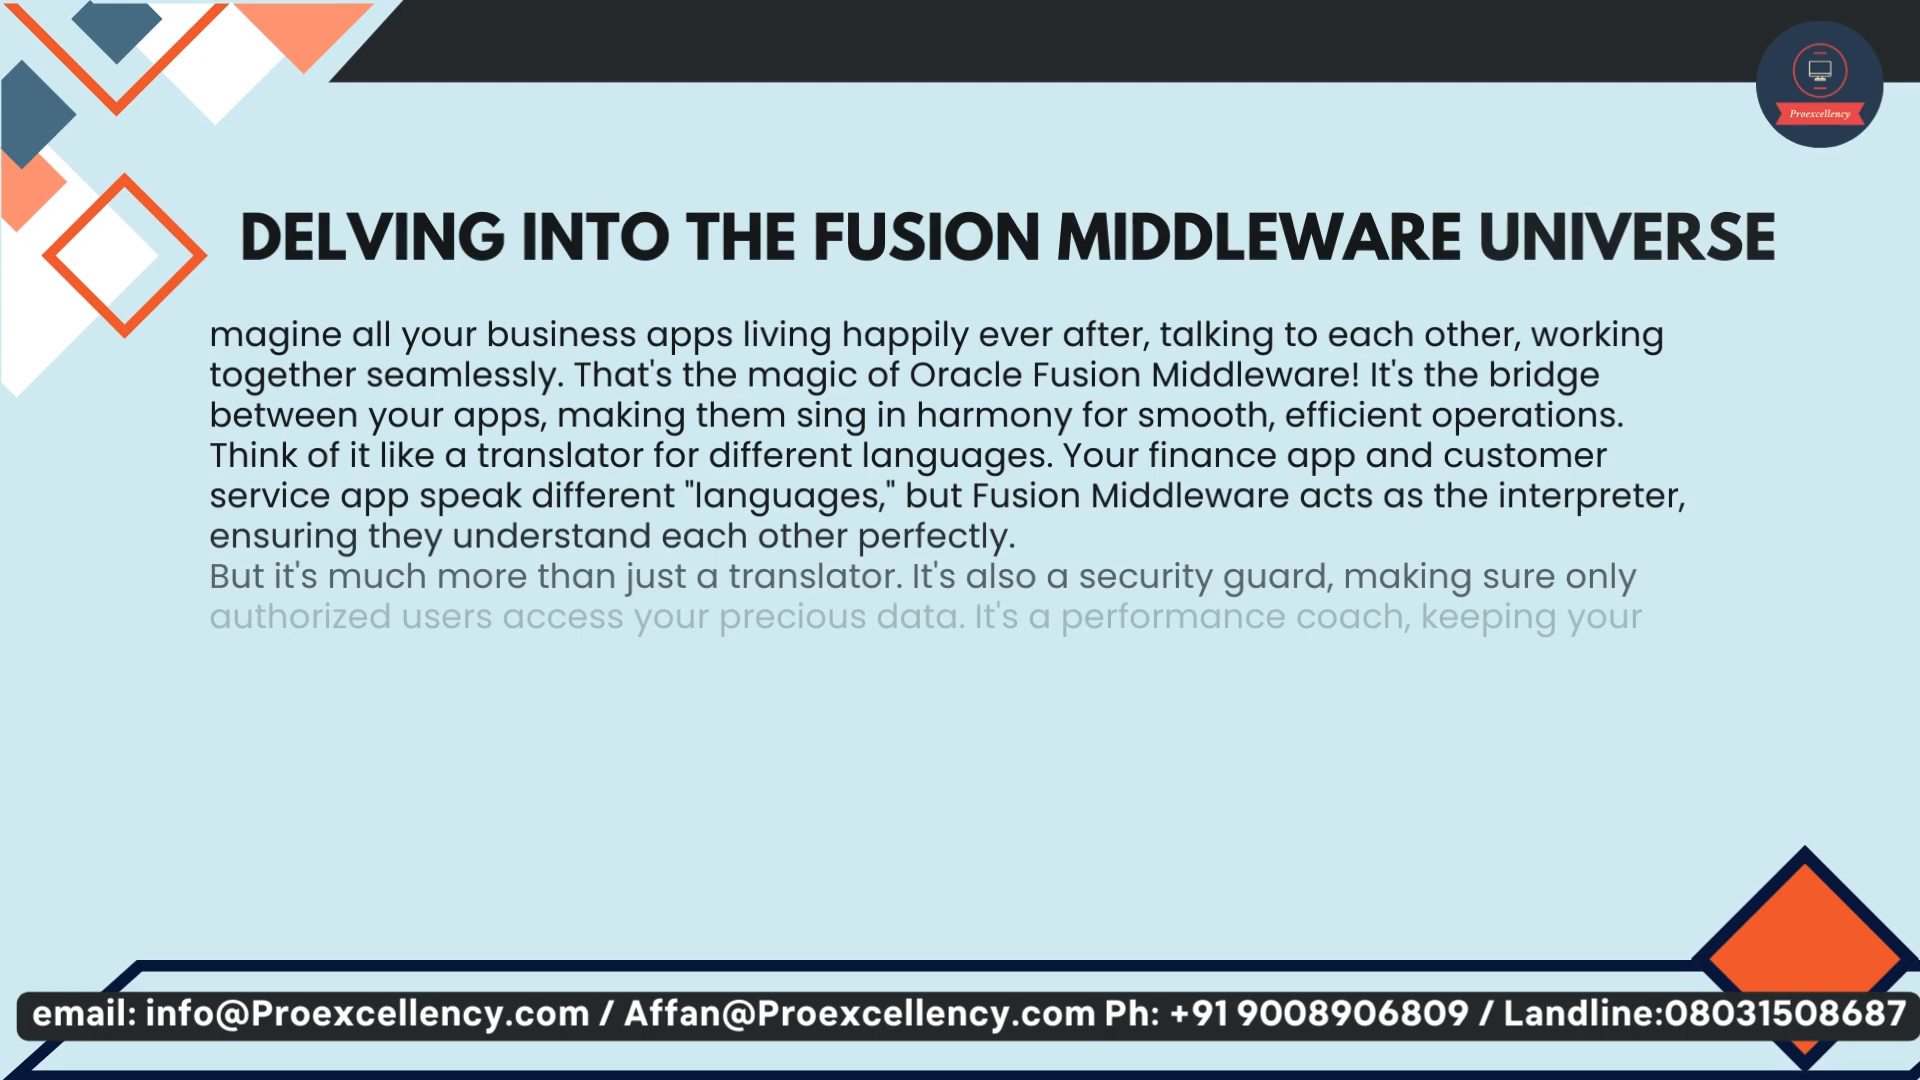 Proexcellency
DELVING INTO THE FUSION MIDDLEWARE UNIVERSE
magine all your business apps living happily ever after, talking to each other, working
together seamlessly. That's the magic of Oracle Fusion Middleware! It's the bridge
between your apps, making them sing in harmony for smooth, efficient operations.
Think of it like a translator for different languages. Your finance app and customer
service app speak different "languages," but Fusion Middleware acts as the interpreter,
ensuring they understand each other perfectly.
But it's much more than just a translator. It's also a security guard, making sure only
authorized users access your precious data. It's a performance coach, keeping your
email: info@Proexcellency.com / Affan@Proexcellency.com Ph: +91 9008906809 / Landline:08031508687